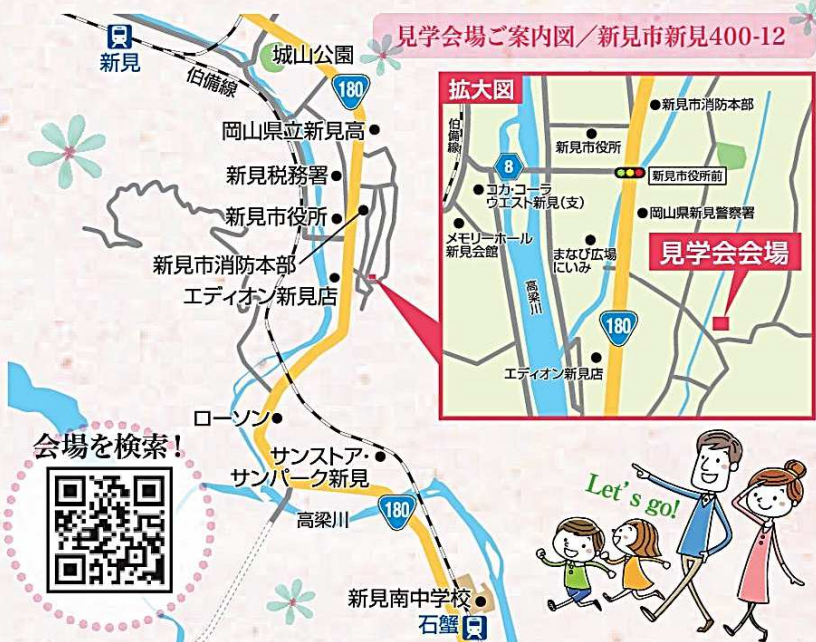 見学会場ご案内図／新見市新見400-12
新見
伯備線
城山公園
180
岡山県立新見高
新見税務署
新見市役所
新見市消防本部
エディオン新見店
ローソン
サンストア・
サンパーク新見
高梁川
180
新見南中学校
石蟹
会場を検索！
拡大図
伯備線
8
新見市消防本部
新見市役所
新見市役所前
コカ・コーラ
ウエスト新見(支)
岡山県新見警察署
メモリーホール
新見会館
まなび広場
にいみ
見学会会場
高梁川
180
エディオン新見店
Let's go!